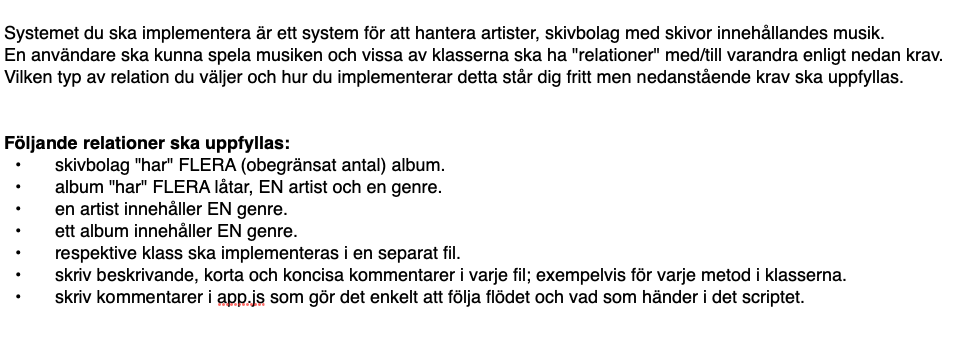 Systemet du ska implementera är ett system för att hantera artister, skivbolag med skivor innehållandes musik.
En användare ska kunna spela musiken och vissa av klasserna ska ha "relationer" med/till varandra enligt nedan krav.
Vilken typ av relation du väljer och hur du implementerar detta står dig fritt men nedanstående krav ska uppfyllas.
Följande relationer ska uppfyllas:
• skivbolag "har" FLERA (obegränsat antal) album.
• album "har" FLERA låtar, EN artist och en genre.
• en artist innehåller EN genre.
• ett album innehåller EN genre.
• respektive klass ska implementeras i en separat fil.
• skriv beskrivande, korta och koncisa kommentarer i varje fil; exempelvis för varje metod i klasserna.
• skriv kommentarer i app.js som gör det enkelt att följa flödet och vad som händer i det scriptet.